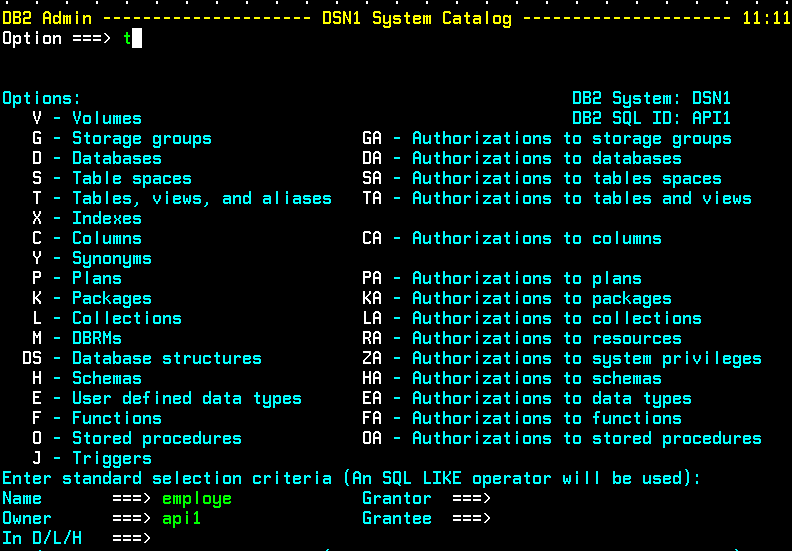 DB2 Admin --------------------- DSN1 System Catalog --------------------- 11:11
Option ===> t
Options: DB2 System: DSN1
V - Volumes DB2 SQL ID: API1
G - Storage groups GA - Authorizations to storage groups
D - Databases DA - Authorizations to databases
S - Table spaces SA - Authorizations to tables spaces
T - Tables, views, and aliases TA - Authorizations to tables and views
X - Indexes
C - Columns CA - Authorizations to columns
Y - Synonyms
P - Plans PA - Authorizations to plans
K - Packages KA - Authorizations to packages
L - Collections LA - Authorizations to collections
M - DBRMs RA - Authorizations to resources
DS - Database structures ZA - Authorizations to system privileges
H - Schemas HA - Authorizations to schemas
E - User defined data types EA - Authorizations to data types
F - Functions FA - Authorizations to functions
O - Stored procedures OA - Authorizations to stored procedures
J - Triggers
Enter standard selection criteria (An SQL LIKE operator will be used):
Name ===> employe Grantor ===>
Owner ===> api1 Grantee ===>
In D/L/H ===>